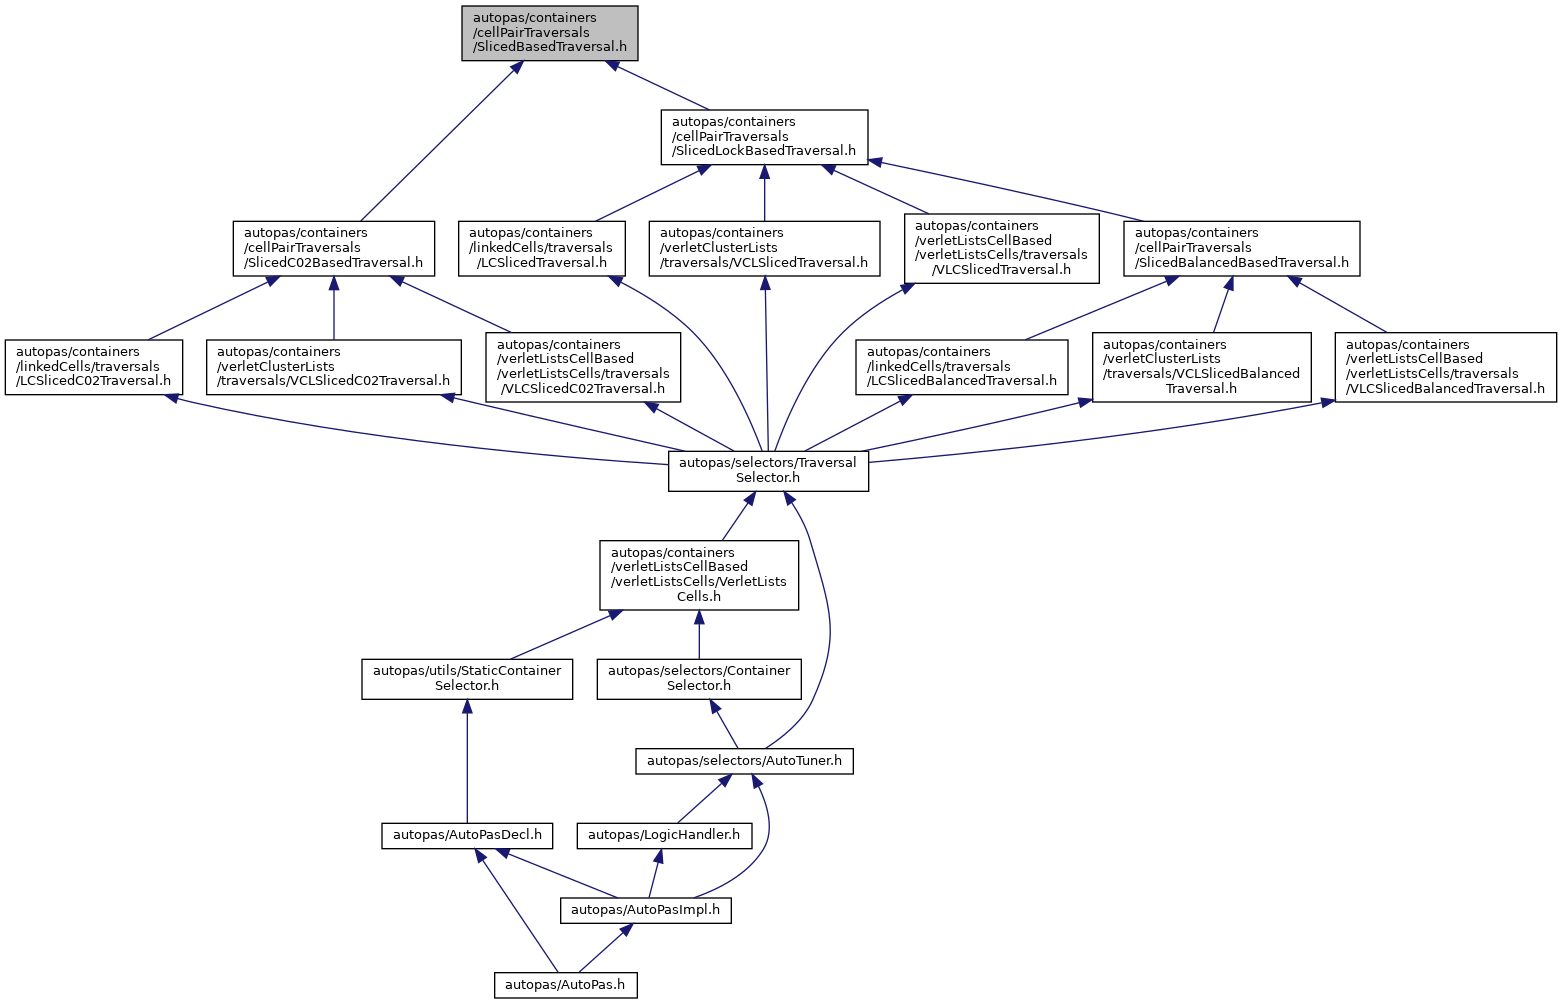 autopas/containers
/cellPairTraversals
/SlicedBasedTraversal.h
autopas/containers
/cellPairTraversals
/SlicedLockBasedTraversal.h
autopas/containers
/cellPairTraversals
/SlicedC02BasedTraversal.h
autopas/containers
/linkedCells/traversals
/LCSlicedTraversal.h
autopas/containers
/verletClusterLists
/traversals/VCLSlicedTraversal.h
autopas/containers
/verletListsCellBased
/verletListsCells/traversals
/VLCSlicedTraversal.h
autopas/containers
/cellPairTraversals
/SlicedBalancedBasedTraversal.h
autopas/containers
/linkedCells/traversals
/LCSlicedC02Traversal.h
autopas/containers
/verletClusterLists
/traversals/VCLSlicedC02Traversal.h
autopas/containers
/verletListsCellBased
/verletListsCells/traversals
/VLCSlicedC02Traversal.h
autopas/containers
/linkedCells/traversals
/LCSlicedBalancedTraversal.h
autopas/containers
/verletClusterLists
/traversals/VCLSlicedBalanced
Traversal.h
autopas/containers
/verletListsCellBased
/verletListsCells/traversals
/VLCSlicedBalancedTraversal.h
autopas/selectors/Traversal
Selector.h
autopas/containers
/verletListsCellBased
/verletListsCells/VerletLists
Cells.h
autopas/utils/StaticContainer
Selector.h
autopas/selectors/Container
Selector.h
autopas/selectors/AutoTuner.h
autopas/AutoPasDecl.h
autopas/LogicHandler.h
autopas/AutoPasImpl.h
autopas/AutoPas.h